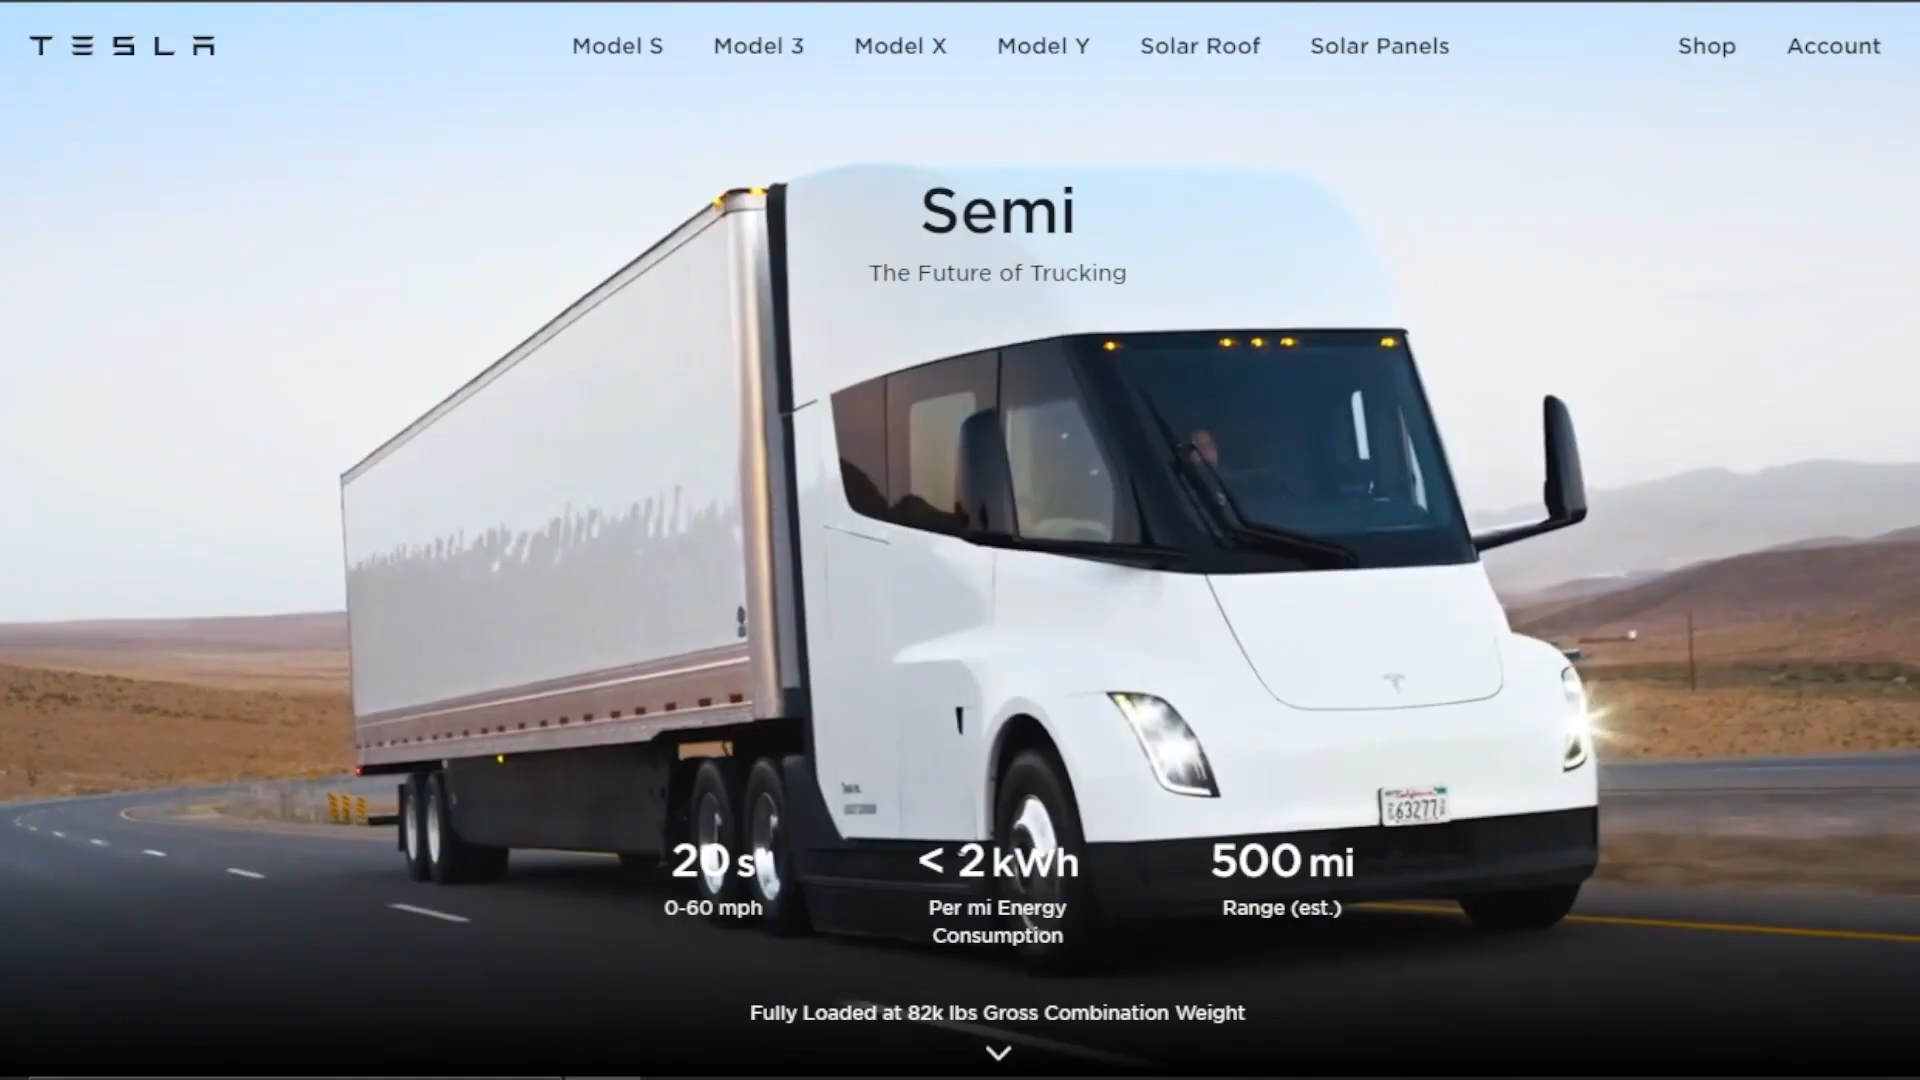 TESLA
Model S Model 3 Model X Model Y Solar Roof Solar Panels Shop Account
Semi
The Future of Trucking
20 s < 2 kWh 500 mi
0-60 mph Per mi Energy Consumption Range (est.)
Fully Loaded at 82k lbs Gross Combination Weight
California
63277